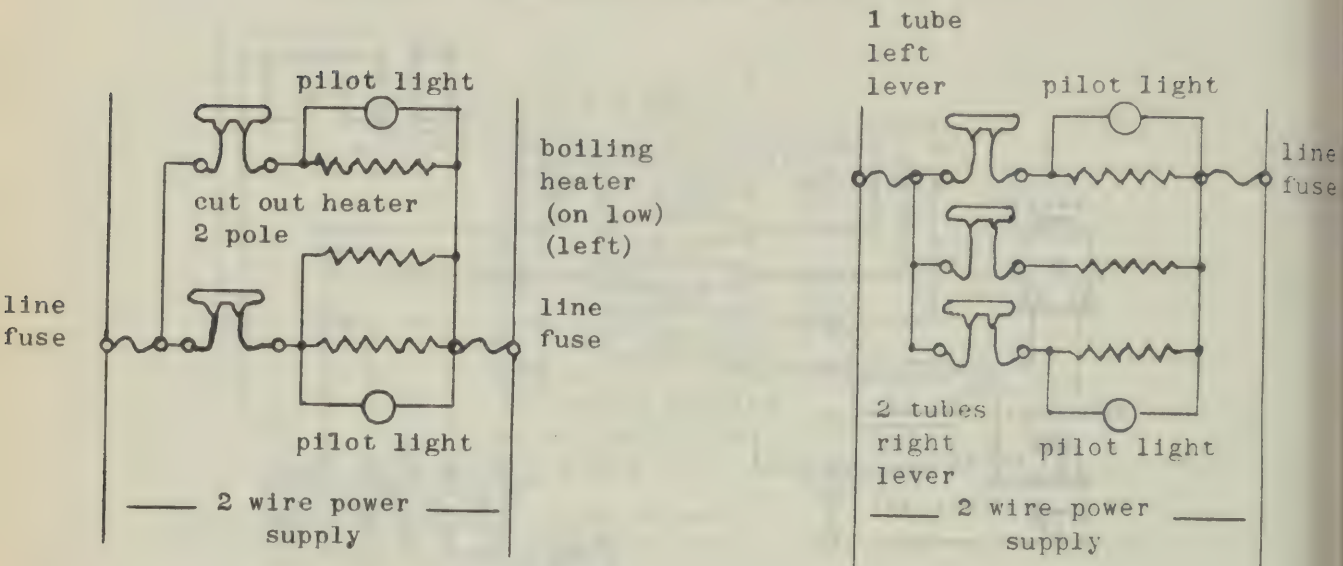 pilot light
cut out heater
2 pole
boiling
heater
(on low)
(left)
line
fuse
line
fuse
pilot light
2 wire power
supply
1 tube
left
lever
pilot light
line
fuse
2 tubes
right
lever
pilot light
2 wire power
supply